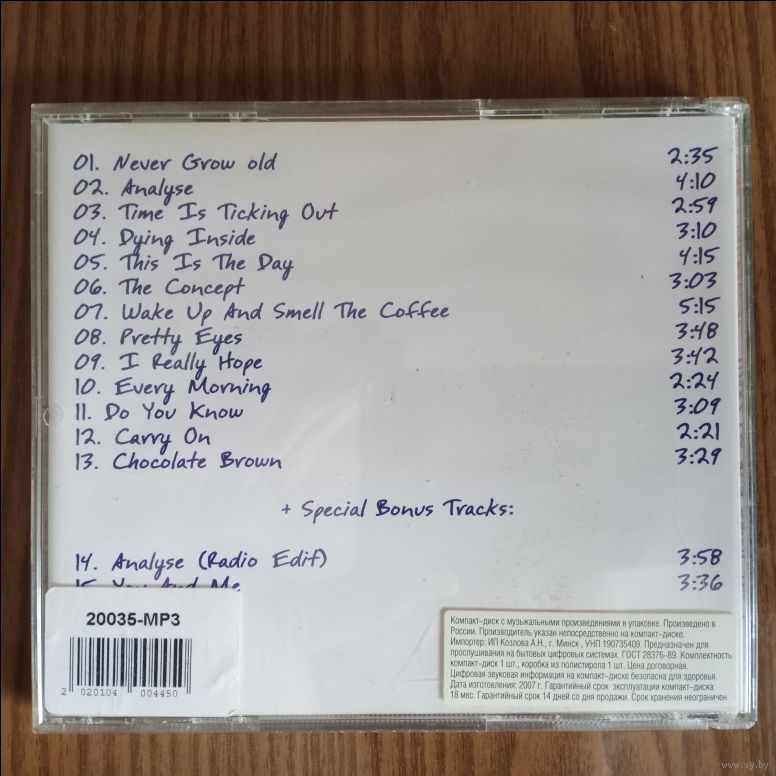 01. Never Grow old 2:35
02. Analyse 4:10
03. Time Is Ticking Out 2:59
04. Dying Inside 3:10
05. This Is The Day 4:15
06. The Concept 3:03
07. Wake Up And Smell The Coffee 5:15
08. Pretty Eyes 3:48
09. I Really Hope 3:42
10. Every Morning 2:24
11. Do You Know 3:09
12. Carry On 2:21
13. Chocolate Brown 3:29
+ Special Bonus Tracks:
14. Analyse (Radio Edit) 3:58
15. You And Me 3:36
20035-MP3
2 020104 004450
Компакт-диск с музыкальными произведениями в упаковке. Произведено в
России. Производитель указан непосредственно на компакт-диске.
Импортер: ИП Козлова А.Н., г. Минск , УНП 190735409. Предназначен для
прослушивания на бытовых цифровых системах. ГОСТ 28376-89. Комплектность:
компакт-диск 1 шт., коробка из полистирола 1 шт. Цена договорная.
Цифровая звуковая информация на компакт-диске безопасна для здоровья.
Дата изготовления: 2007 г. Гарантийный срок эксплуатации компакт-диска:
18 мес. Гарантийный срок 14 дней со дня продажи. Срок хранения неограничен.
www.ay.by